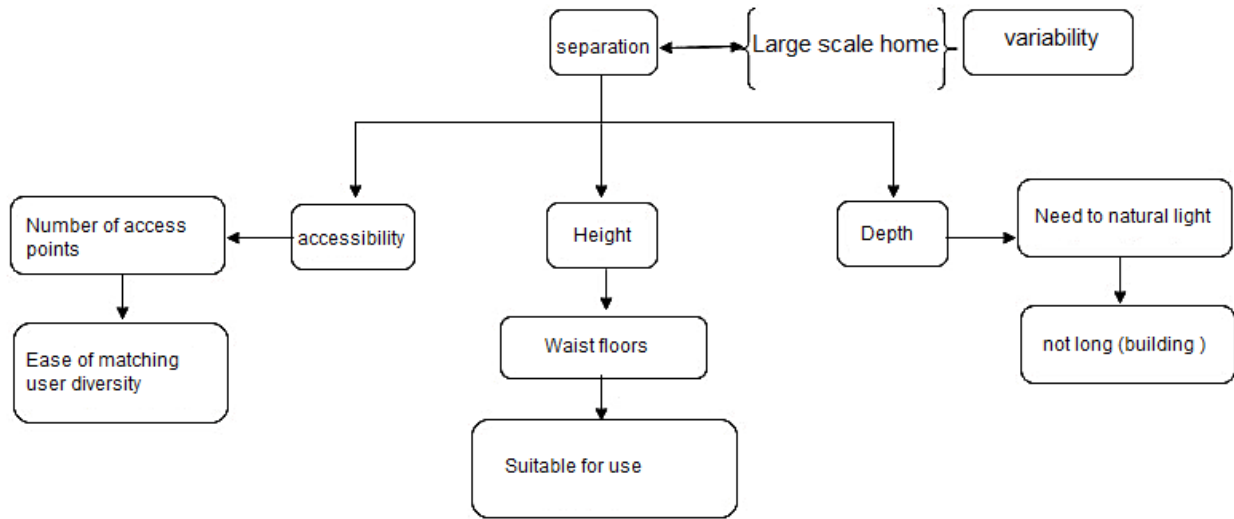 separation
Large scale home
variability
Number of access
points
accessibility
Height
Depth
Need to natural light
Ease of matching
user diversity
Waist floors
not long (building )
Suitable for use